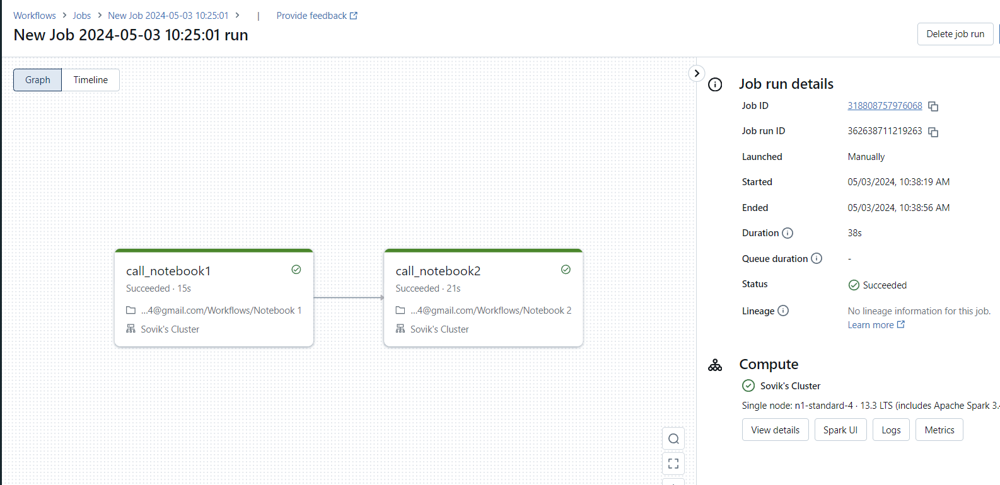 Workflows > Jobs > New Job 2024-05-03 10:25:01 > | Provide feedback
New Job 2024-05-03 10:25:01 run
Delete job run
Graph
Timeline
call_notebook1
Succeeded · 15s
...4@gmail.com/Workflows/Notebook 1
Sovik's Cluster
call_notebook2
Succeeded · 21s
...4@gmail.com/Workflows/Notebook 2
Sovik's Cluster
Job run details
Job ID 318808757976068
Job run ID 362638711219263
Launched Manually
Started 05/03/2024, 10:38:19 AM
Ended 05/03/2024, 10:38:56 AM
Duration 38s
Queue duration -
Status Succeeded
Lineage No lineage information for this job.
Learn more
Compute
Sovik's Cluster
Single node: n1-standard-4 · 13.3 LTS (includes Apache Spark 3.
View details
Spark UI
Logs
Metrics